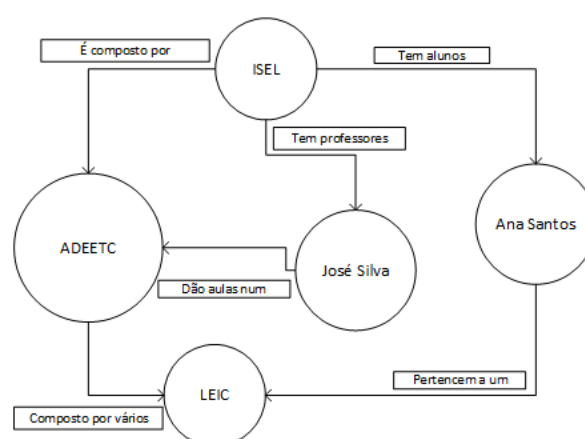 É composto por
ISEL
Tem alunos
Tem professores
ADEETC
José Silva
Ana Santos
Dão aulas num
LEIC
Pertencem a um
Composto por vários